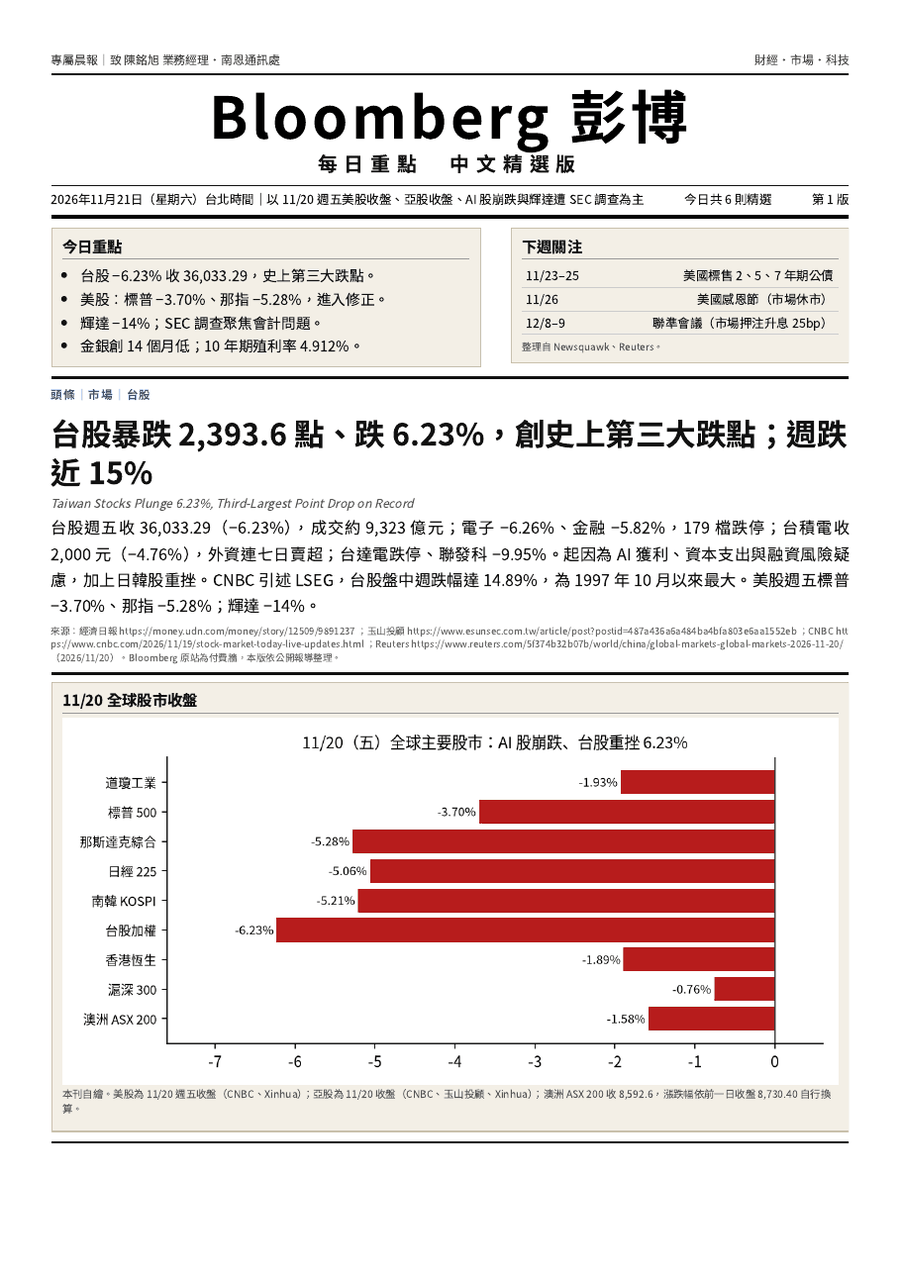 專屬晨報｜致 陳銘旭 業務經理・南恩通訊處
財經・市場・科技
Bloomberg 彭博
每日重點　中文精選版
2026年11月21日（星期六）台北時間｜以 11/20 週五美股收盤、亞股收盤、AI 股崩跌與輝達遭 SEC 調查為主
今日共 6 則精選
第 1 版
今日重點
• 台股 −6.23% 收 36,033.29，史上第三大跌點。
• 美股：標普 −3.70%、那指 −5.28%，進入修正。
• 輝達 −14%；SEC 調查聚焦會計問題。
• 金銀創 14 個月低；10 年期殖利率 4.912%。
下週關注
11/23–25 美國標售 2、5、7 年期公債
11/26 美國感恩節（市場休市）
12/8–9 聯準會議（市場押注升息 25bp）
整理自 Newsquawk、Reuters。
頭條｜市場｜台股
台股暴跌 2,393.6 點、跌 6.23%，創史上第三大跌點；週跌
近 15%
Taiwan Stocks Plunge 6.23%, Third-Largest Point Drop on Record
台股週五收 36,033.29（−6.23%），成交約 9,323 億元；電子 −6.26%、金融 −5.82%，179 檔跌停；台積電收
2,000 元（−4.76%），外資連七日賣超；台達電跌停、聯發科 −9.95%。起因為 AI 獲利、資本支出與融資風險疑
慮，加上日韓股重挫。CNBC 引述 LSEG，台股盤中週跌幅達 14.89%，為 1997 年 10 月以來最大。美股週五標普
−3.70%、那指 −5.28%；輝達 −14%。
來源：經濟日報 https://money.udn.com/money/story/12509/9891237 ；玉山投顧 https://www.esunsec.com.tw/article/post?postid=487a436a6a484ba4bfa803e6aa1552eb ；CNBC htt
ps://www.cnbc.com/2026/11/19/stock-market-today-live-updates.html ；Reuters https://www.reuters.com/5f374b32b07b/world/china/global-markets-global-markets-2026-11-20/
（2026/11/20）。Bloomberg 原站為付費牆，本版依公開報導整理。
11/20 全球股市收盤
11/20（五）全球主要股市：AI 股崩跌、台股重挫 6.23%
道瓊工業 -1.93%
標普 500 -3.70%
那斯達克綜合 -5.28%
日經 225 -5.06%
南韓 KOSPI -5.21%
台股加權 -6.23%
香港恆生 -1.89%
滬深 300 -0.76%
澳洲 ASX 200 -1.58%
-7 -6 -5 -4 -3 -2 -1 0
本刊自繪。美股為 11/20 週五收盤（CNBC、Xinhua）；亞股為 11/20 收盤（CNBC、玉山投顧、Xinhua）；澳洲 ASX 200 收 8,592.6，漲跌幅依前一日收盤 8,730.40 自行換
算。